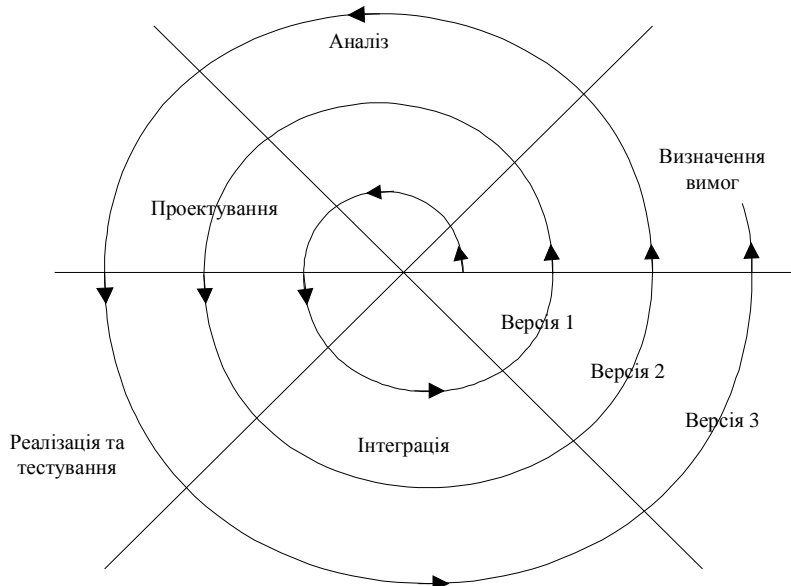 Аналіз
Визначення
вимог
Проектування
Версія 1
Версія 2
Версія 3
Реалізація та
тестування
Інтеграція